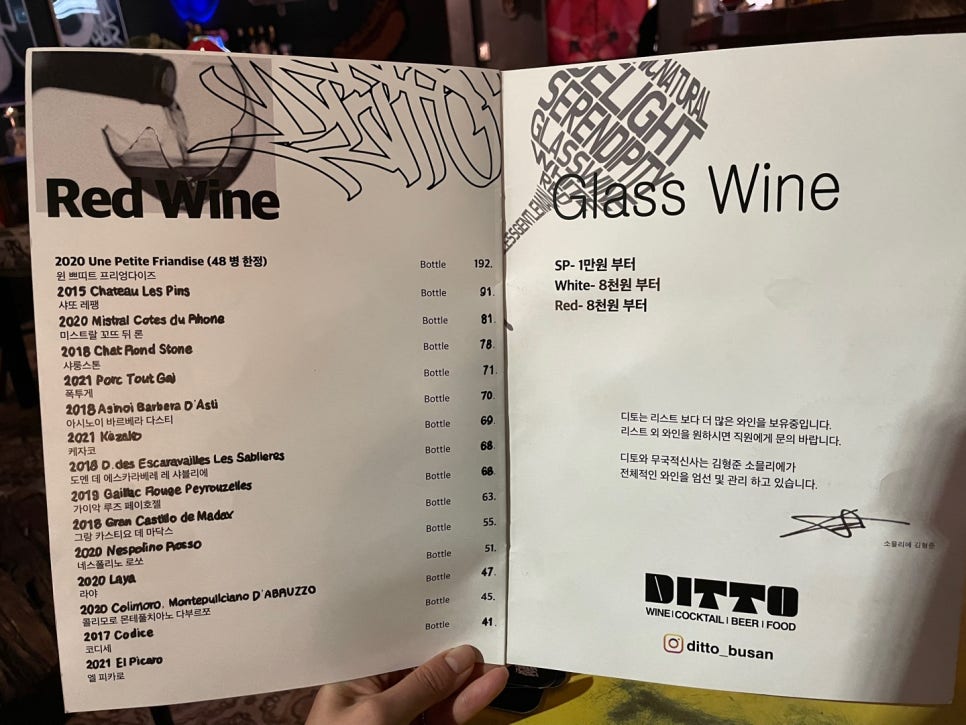 Red Wine
2020 Une Petite Friandise (48 병 한정) Bottle 192.
윈 쁘띠트 프리엉다이즈
2015 Chateau Les Pins Bottle 91.
샤또 레팽
2020 Mistral Cotes du Rhone Bottle 81.
미스트랄 꼬뜨 뒤 론
2018 Chat Rond Stone Bottle 78.
샤룽스톤
2021 Porc Tout Gai Bottle 71.
폭투게
2018 Asinoi Barbera D'Asti Bottle 70.
아시노이 바르베라 다스티
2021 Kezako Bottle 69.
케자코
2018 D.des Escaravailles Les Sablieres Bottle 68.
도멘 데 에스카라베레 레 샤블리에
2019 Gaillac Rouge Peyrouzelles Bottle 68.
가이악 루즈 페이호젤
2018 Gran Castillo de Madax Bottle 63.
그랑 카스티요 데 마닥스
2020 Nespolino Rosso Bottle 55.
네스폴리노 로쏘
2020 Laya Bottle 51.
라야
2020 Colimoro. Montepullciano D'ABRUZZO Bottle 47.
콜리모로 몬테풀치아노 다부르쪼
2017 Codice Bottle 45.
코디세
2021 El Picaro Bottle 41.
엘 피카로
NATURAL
LIGHT
SERENDIPITY
Glass Wine
SP- 1만원 부터
White- 8천원 부터
Red- 8천원 부터
디토는 리스트 보다 더 많은 와인을 보유중입니다.
리스트 외 와인을 원하시면 직원에게 문의 바랍니다.
디토와 무국적신사는 김형준 소믈리에가
전체적인 와인을 엄선 및 관리 하고 있습니다.
소믈리에 김형준
DITTO
WINE | COCKTAIL | BEER | FOOD
ditto_busan